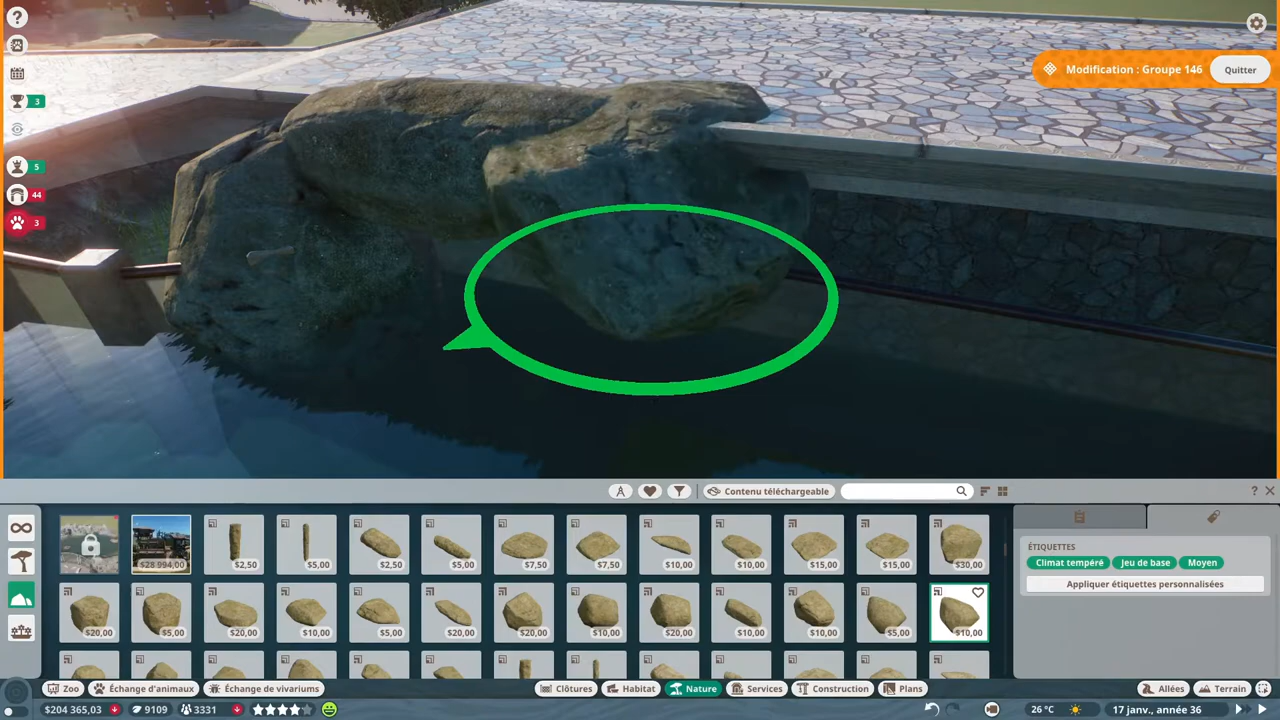 ?
Modification : Groupe 146
Quitter
3
5
44
3
Contenu téléchargeable
?
$28 994,00
$2,50
$5,00
$2,50
$5,00
$7,50
$7,50
$10,00
$10,00
$15,00
$15,00
$30,00
ÉTIQUETTES
Climat tempéré
Jeu de base
Moyen
Appliquer étiquettes personnalisées
$20,00
$5,00
$20,00
$10,00
$5,00
$20,00
$20,00
$10,00
$20,00
$10,00
$10,00
$5,00
$10,00
Zoo
Échange d'animaux
Échange de vivariums
Clôtures
Habitat
Nature
Services
Construction
Plans
Allées
Terrain
$204 365,03
9109
3331
26 °C
17 janv., année 36